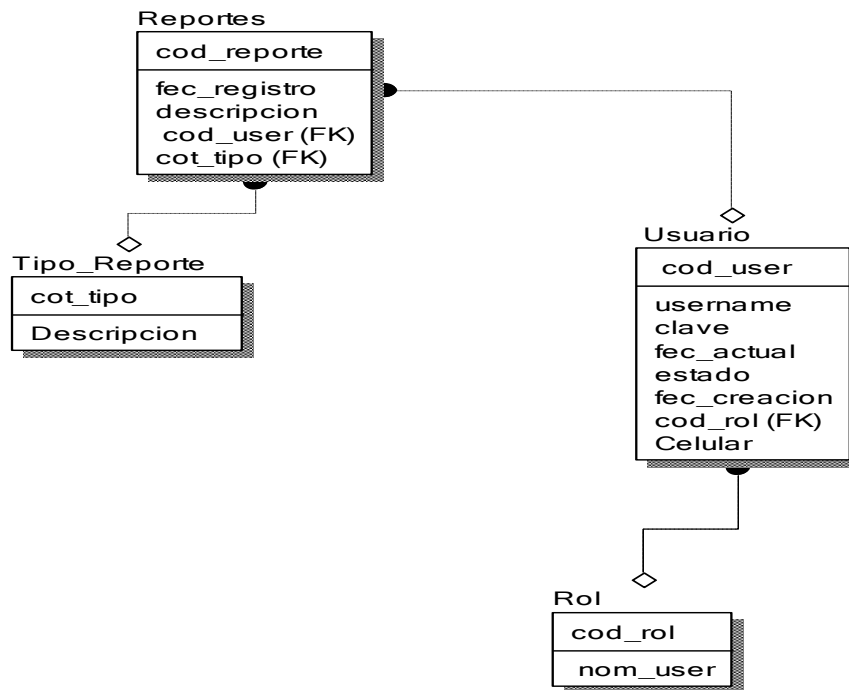 Reportes
cod_reporte
fec_registro
descripcion
cod_user (FK)
cot_tipo (FK)
Tipo_Reporte
cot_tipo
Descripcion
Usuario
cod_user
username
clave
fec_actual
estado
fec_creacion
cod_rol (FK)
Celular
Rol
cod_rol
nom_user